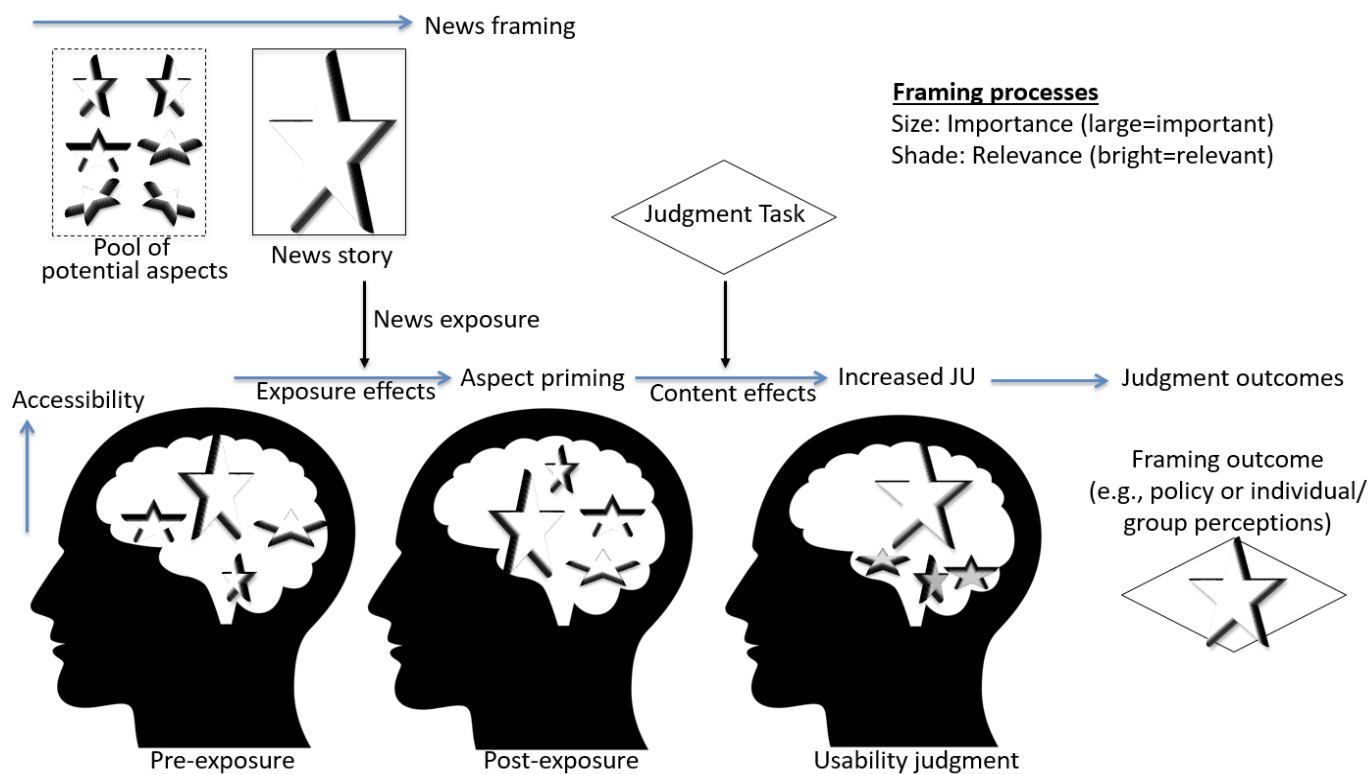 News framing
Pool of
potential aspects
News story
Framing processes
Size: Importance (large=important)
Shade: Relevance (bright=relevant)
Judgment Task
News exposure
Accessibility
Exposure effects
Aspect priming
Content effects
Increased JU
Judgment outcomes
Framing outcome
(e.g., policy or individual/
group perceptions)
Pre-exposure
Post-exposure
Usability judgment